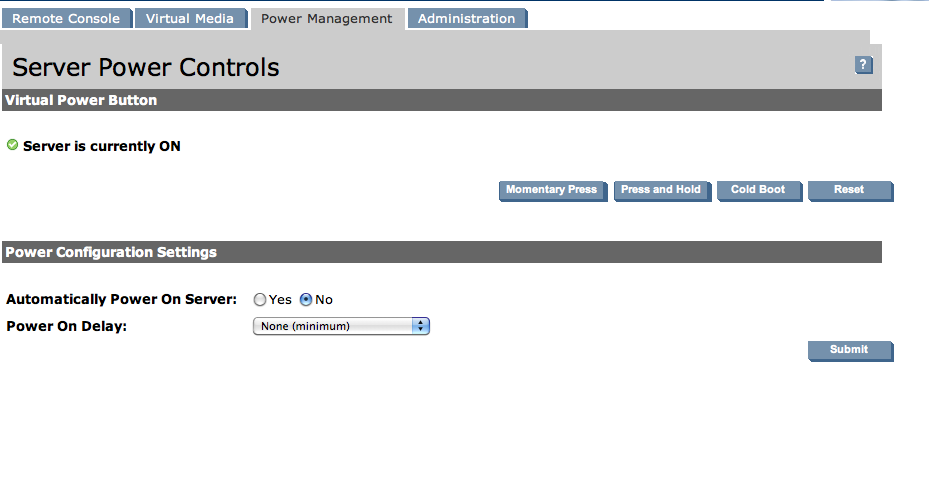 Remote Console Virtual Media Power Management Administration
Server Power Controls ?
Virtual Power Button
Server is currently ON
Momentary Press Press and Hold Cold Boot Reset
Power Configuration Settings
Automatically Power On Server: Yes No
Power On Delay: None (minimum)
Submit